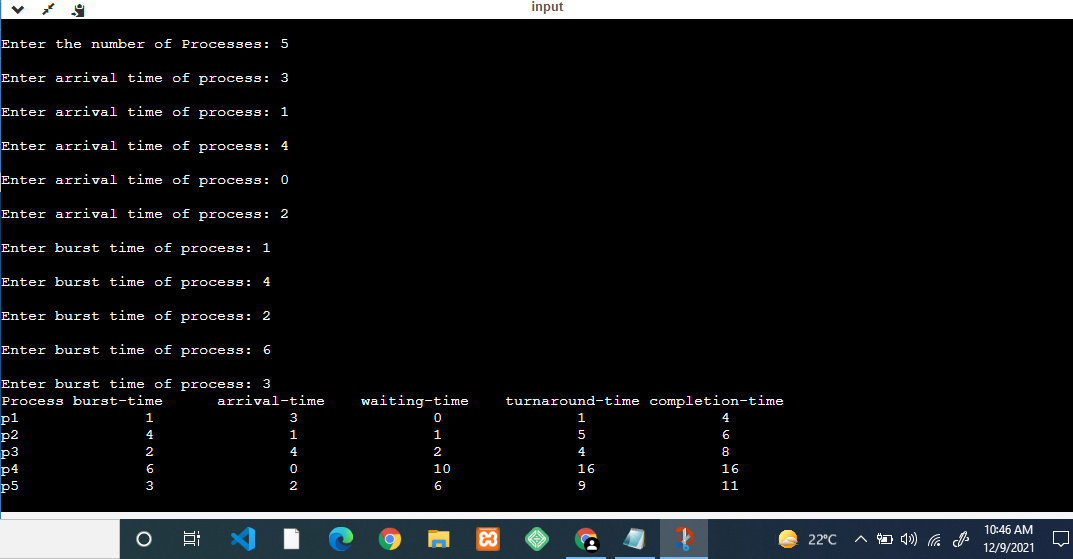 input
Enter the number of Processes: 5
Enter arrival time of process: 3
Enter arrival time of process: 1
Enter arrival time of process: 4
Enter arrival time of process: 0
Enter arrival time of process: 2
Enter burst time of process: 1
Enter burst time of process: 4
Enter burst time of process: 2
Enter burst time of process: 6
Enter burst time of process: 3
Process burst-time arrival-time waiting-time turnaround-time completion-time
p1 1 3 0 1 4
p2 4 1 1 5 6
p3 2 4 2 4 8
p4 6 0 10 16 16
p5 3 2 6 9 11
22°C
10:46 AM
12/9/2021